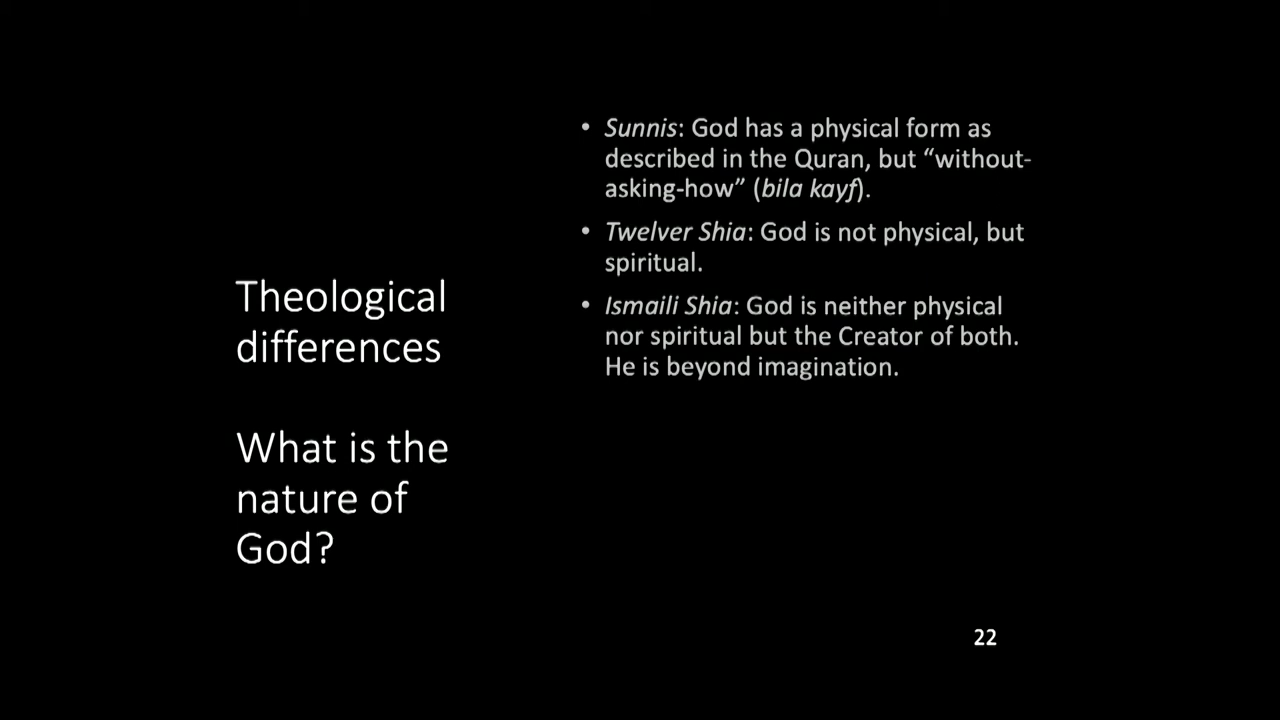 Theological
differences
What is the
nature of
God?
• Sunnis: God has a physical form as
described in the Quran, but “without-
asking-how” (bila kayf).
• Twelver Shia: God is not physical, but
spiritual.
• Ismaili Shia: God is neither physical
nor spiritual but the Creator of both.
He is beyond imagination.
22